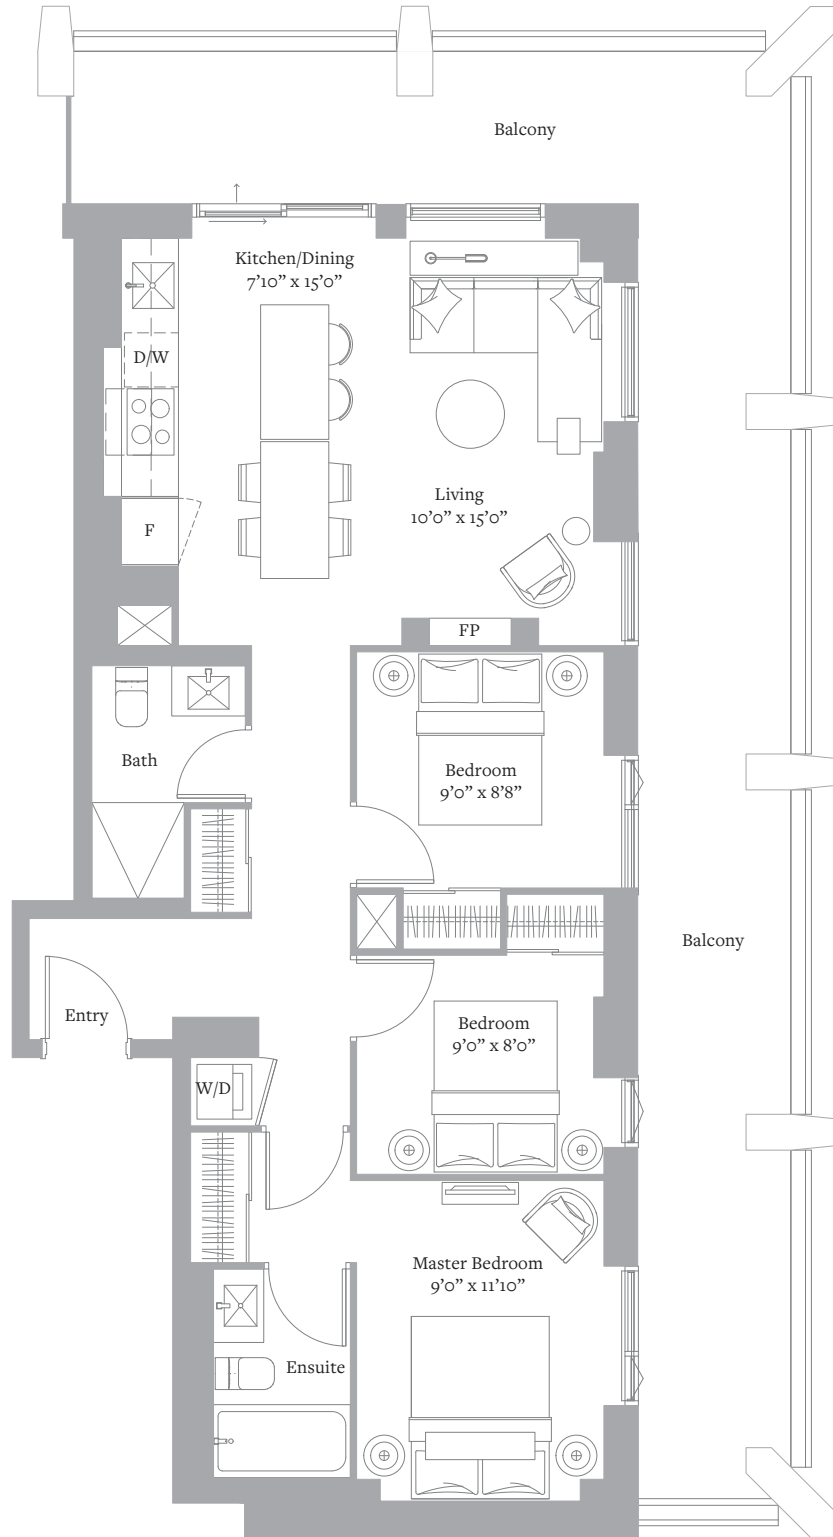 Balcony
Kitchen/Dining
7'10” x 15'0”
D/W
Living
10'0” x 15'0”
F
FP
Bath
Bedroom
9'0” x 8'8”
Balcony
Entry
Bedroom
9'0” x 8'0”
W/D
Master Bedroom
9'0” x 11'10”
Ensuite